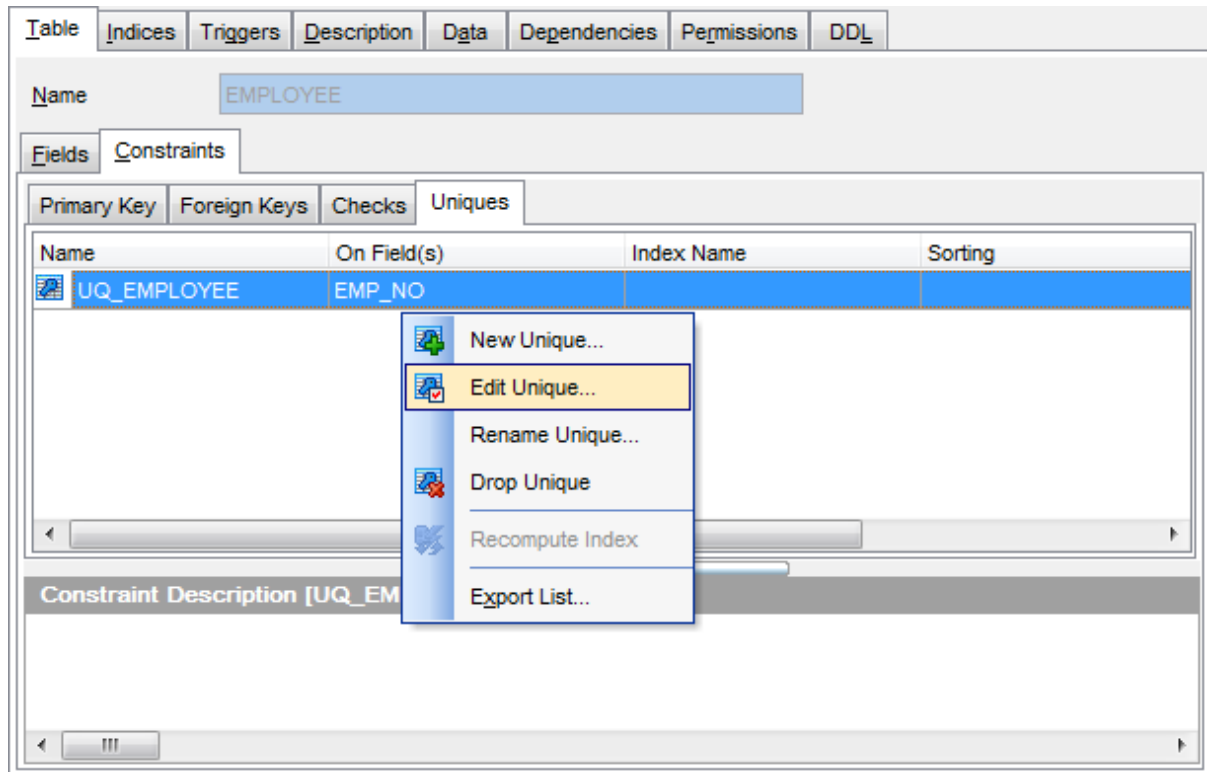 Table Indices Triggers Description Data Dependencies Permissions DDL
Name EMPLOYEE
Fields Constraints
Primary Key Foreign Keys Checks Uniques
Name On Field(s) Index Name Sorting
UQ_EMPLOYEE EMP_NO
New Unique...
Edit Unique...
Rename Unique...
Drop Unique
Recompute Index
Constraint Description [UQ_EM
Export List...